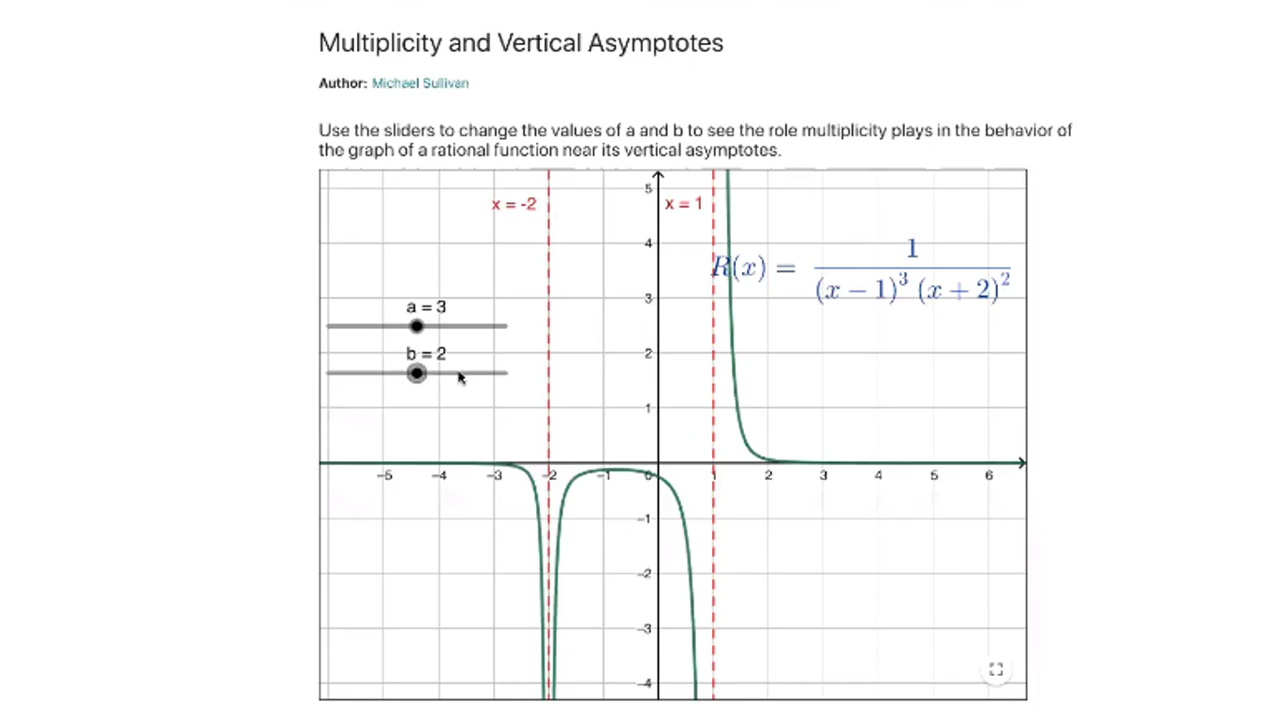 Multiplicity and Vertical Asymptotes
Author: Michael Sullivan
Use the sliders to change the values of a and b to see the role multiplicity plays in the behavior of
the graph of a rational function near its vertical asymptotes.
x = -2
x = 1
R(x) = 1 / (x − 1)³ (x + 2)²
a = 3
b = 2
5
4
3
2
1
−5 −4 −3 −2 −1 0 1 2 3 4 5 6
−1
−2
−3
−4